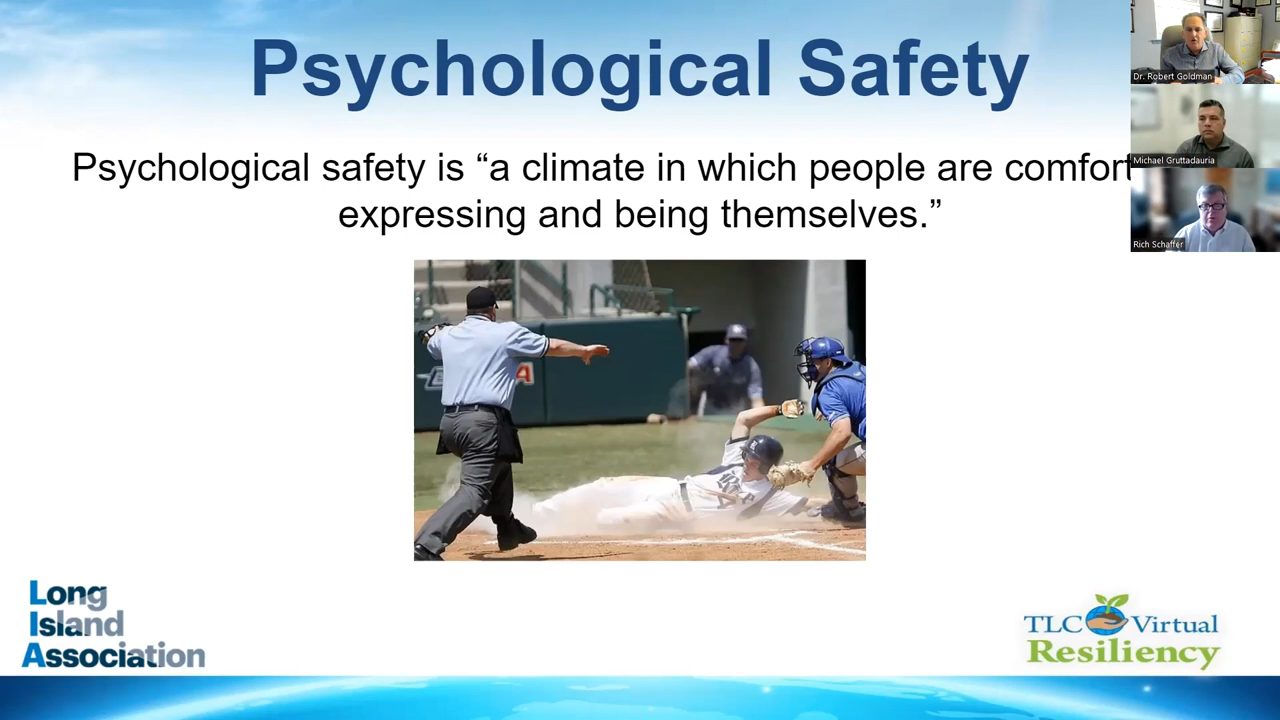 Psychological Safety
Psychological safety is “a climate in which people are comfort
expressing and being themselves.”
Dr. Robert Goldman
Michael Gruttadauria
Rich Schaffer
Long
Island
Association
TLC Virtual
Resiliency